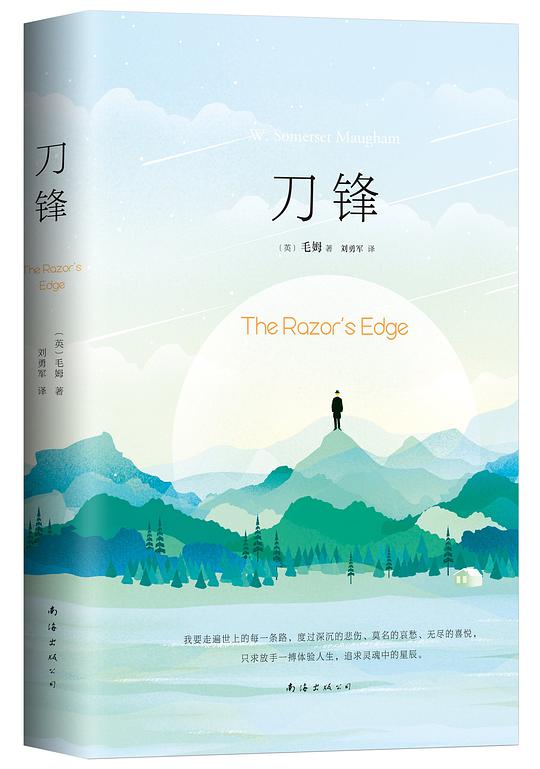 刀锋
The Razor's
Edge
（英）毛姆 著
刘勇军 译
南海出版公司
W. Somerset Maugham
刀锋
（英）毛姆 著 刘勇军 译
The Razor's Edge
我要走遍世上的每一条路，度过深沉的悲伤、莫名的哀愁、无尽的喜悦，
只求放手一搏体验人生，追求灵魂中的星辰。
南海出版公司